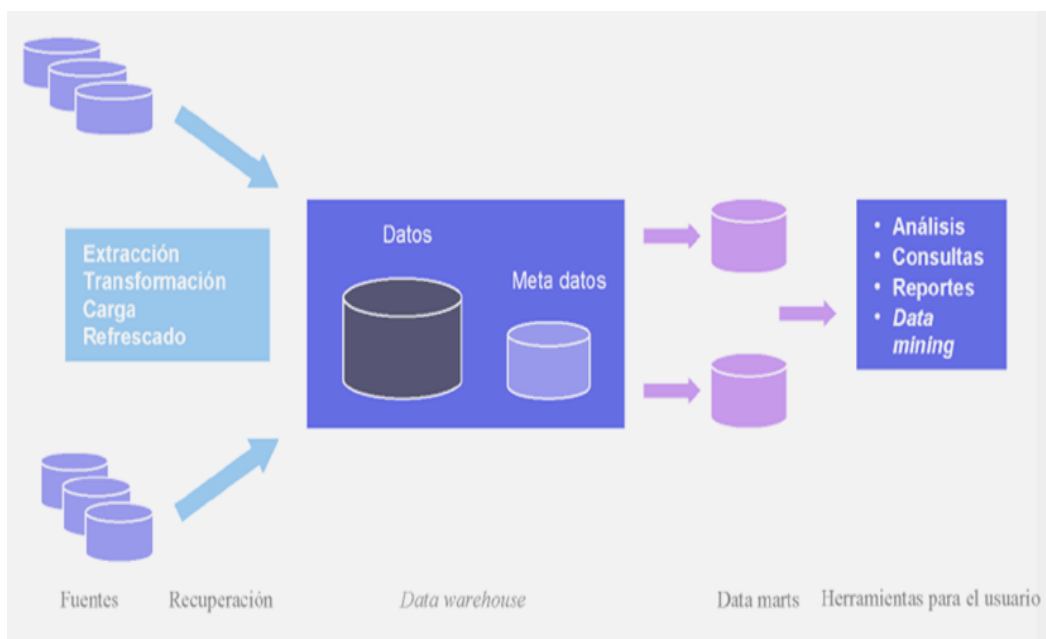 Extracción
Transformación
Carga
Refrescado
Datos
Meta datos
• Análisis
• Consultas
• Reportes
• Data
mining
Fuentes
Recuperación
Data warehouse
Data marts
Herramientas para el usuario